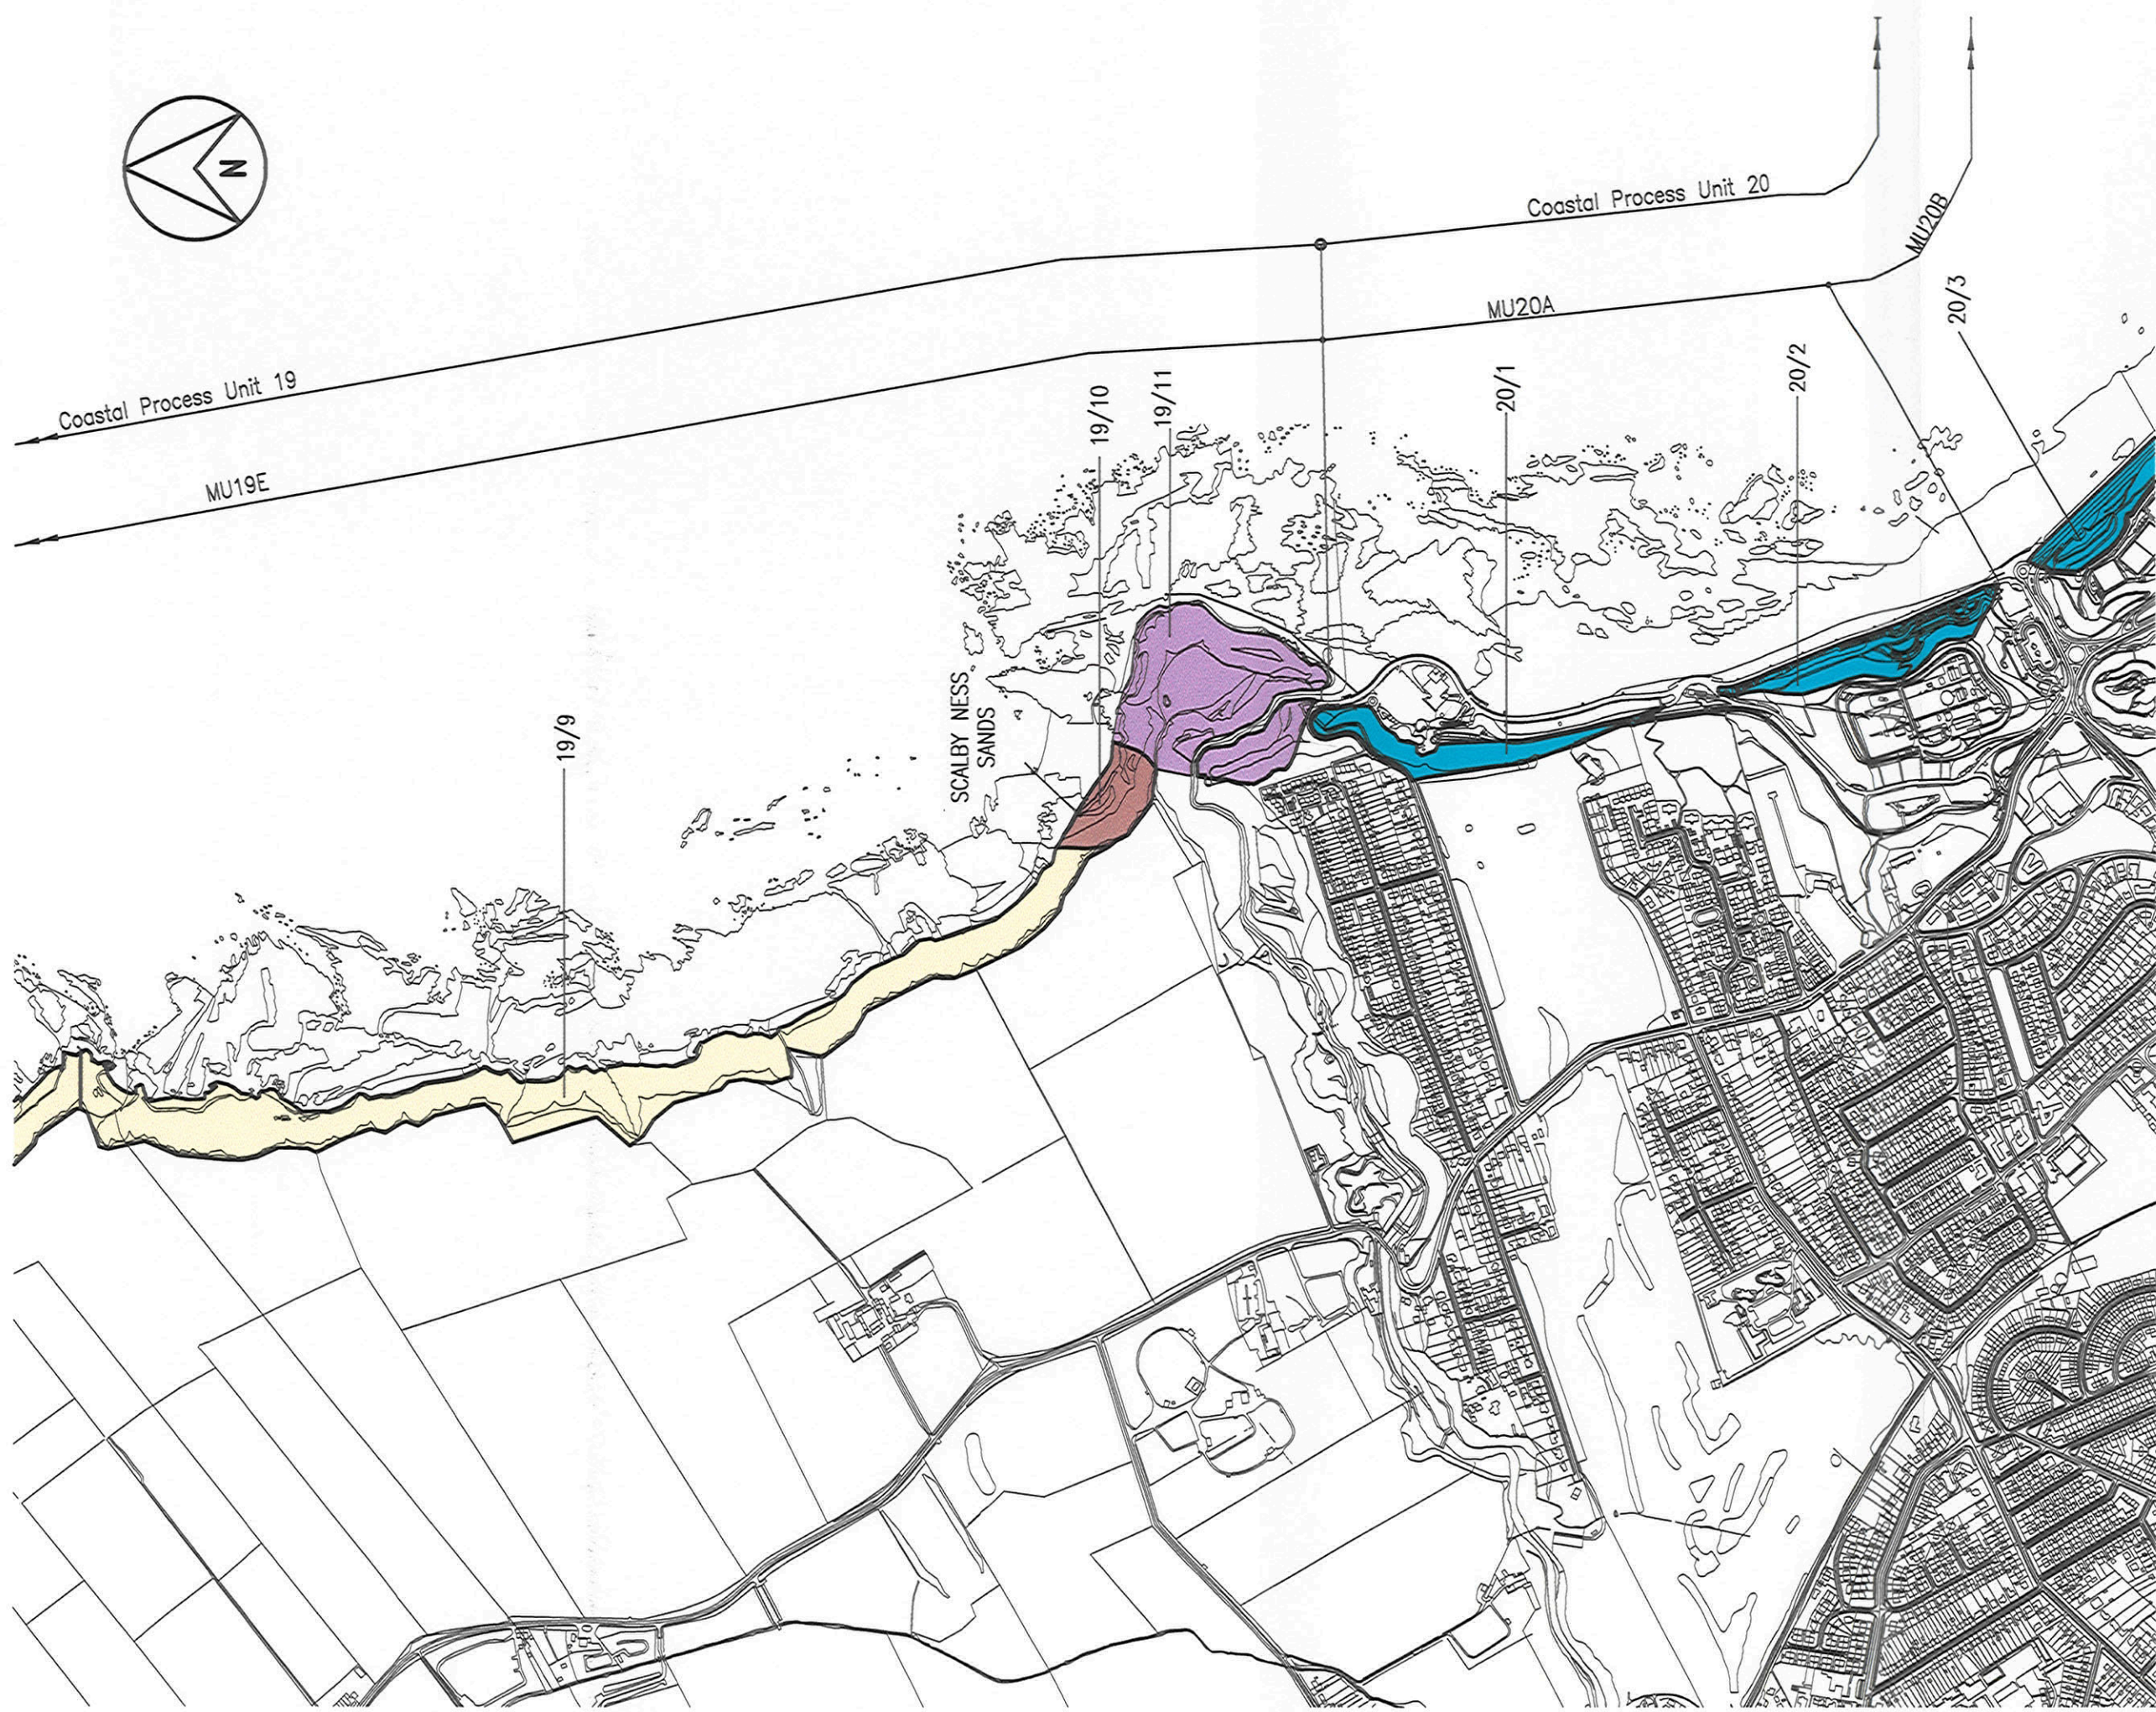 N
Coastal Process Unit 20
MU20B
Coastal Process Unit 19
MU20A
20/3
MU19E
19/10
19/11
20/1
20/2
19/9
SCALBY NESS
SANDS